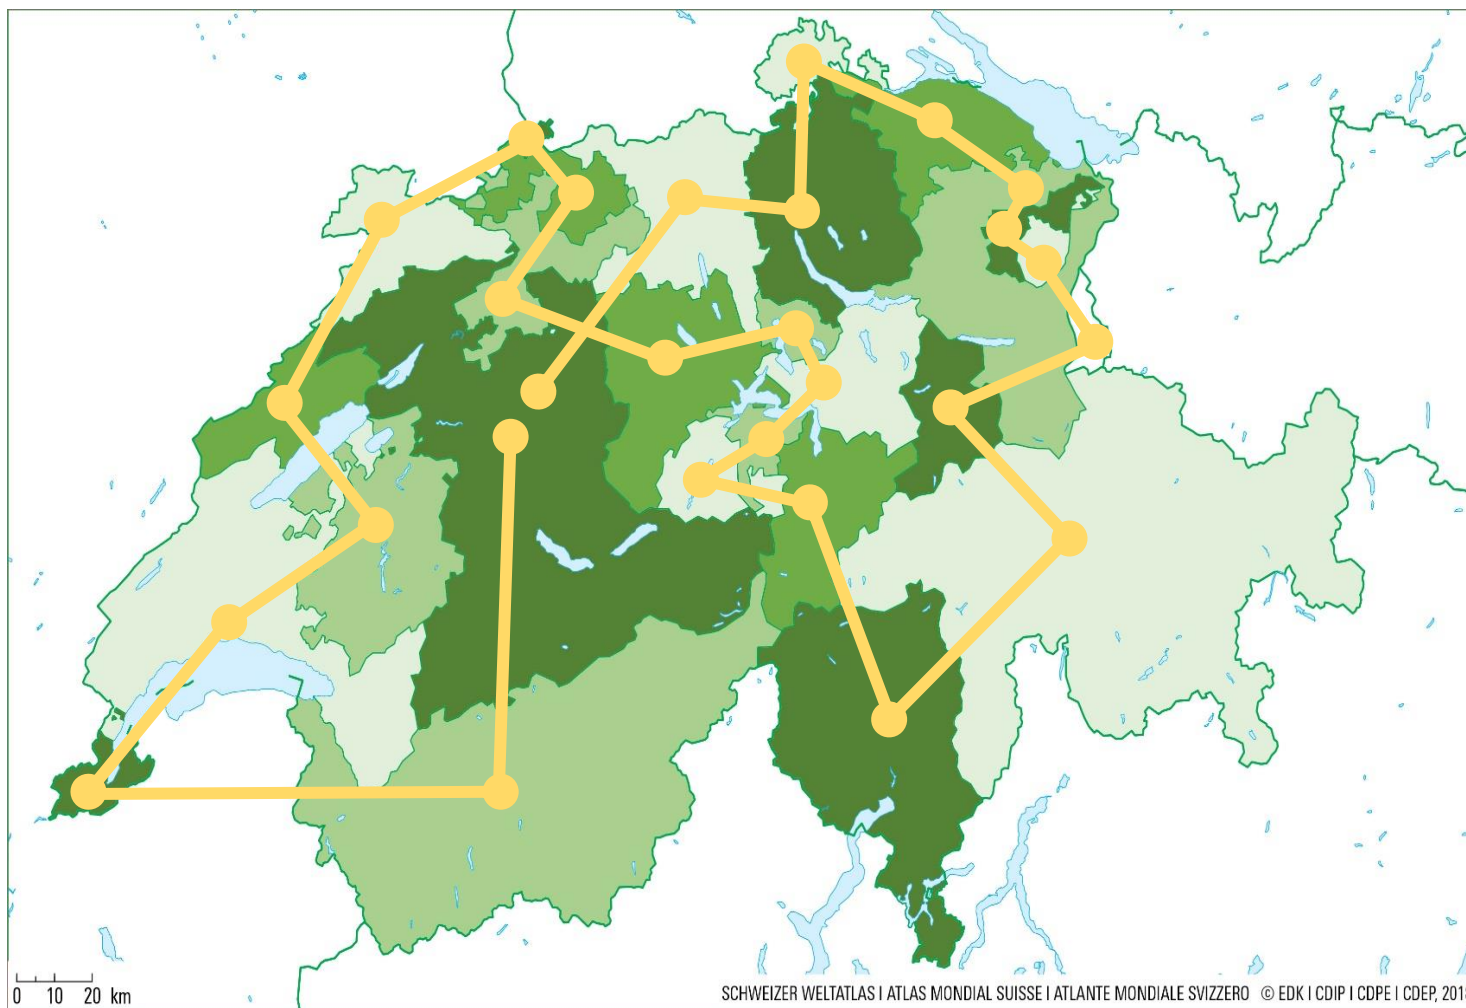 0 10 20 km
SCHWEIZER WELTATLAS I ATLAS MONDIAL SUISSE I ATLANTE MONDIALE SVIZZERO © EDK I CDIP I CDPE I CDEP, 201